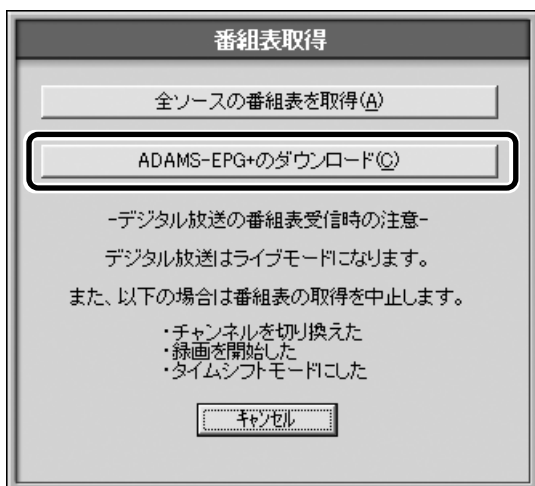 番組表取得
全ソースの番組表を取得(A)
ADAMS-EPG+のダウンロード(C)
-デジタル放送の番組表受信時の注意-
デジタル放送はライブモードになります。
また、以下の場合は番組表の取得を中止します。
・チャンネルを切り換えた
・録画を開始した
・タイムシフトモードにした
キャンセル